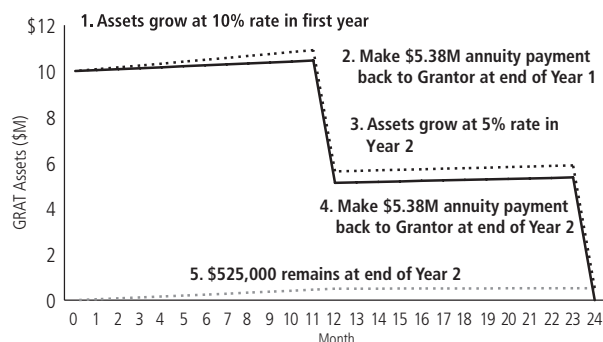 1. Assets grow at 10% rate in first year
$12
2. Make $5.38M annuity payment
back to Grantor at end of Year 1
10
3. Assets grow at 5% rate in
Year 2
8
6
4. Make $5.38M annuity payment
back to Grantor at end of Year 2
4
2
5. $525,000 remains at end of Year 2
0
GRAT Assets ($M)
0 1 2 3 4 5 6 7 8 9 10 11 12 13 14 15 16 17 18 19 20 21 22 23 24
Month